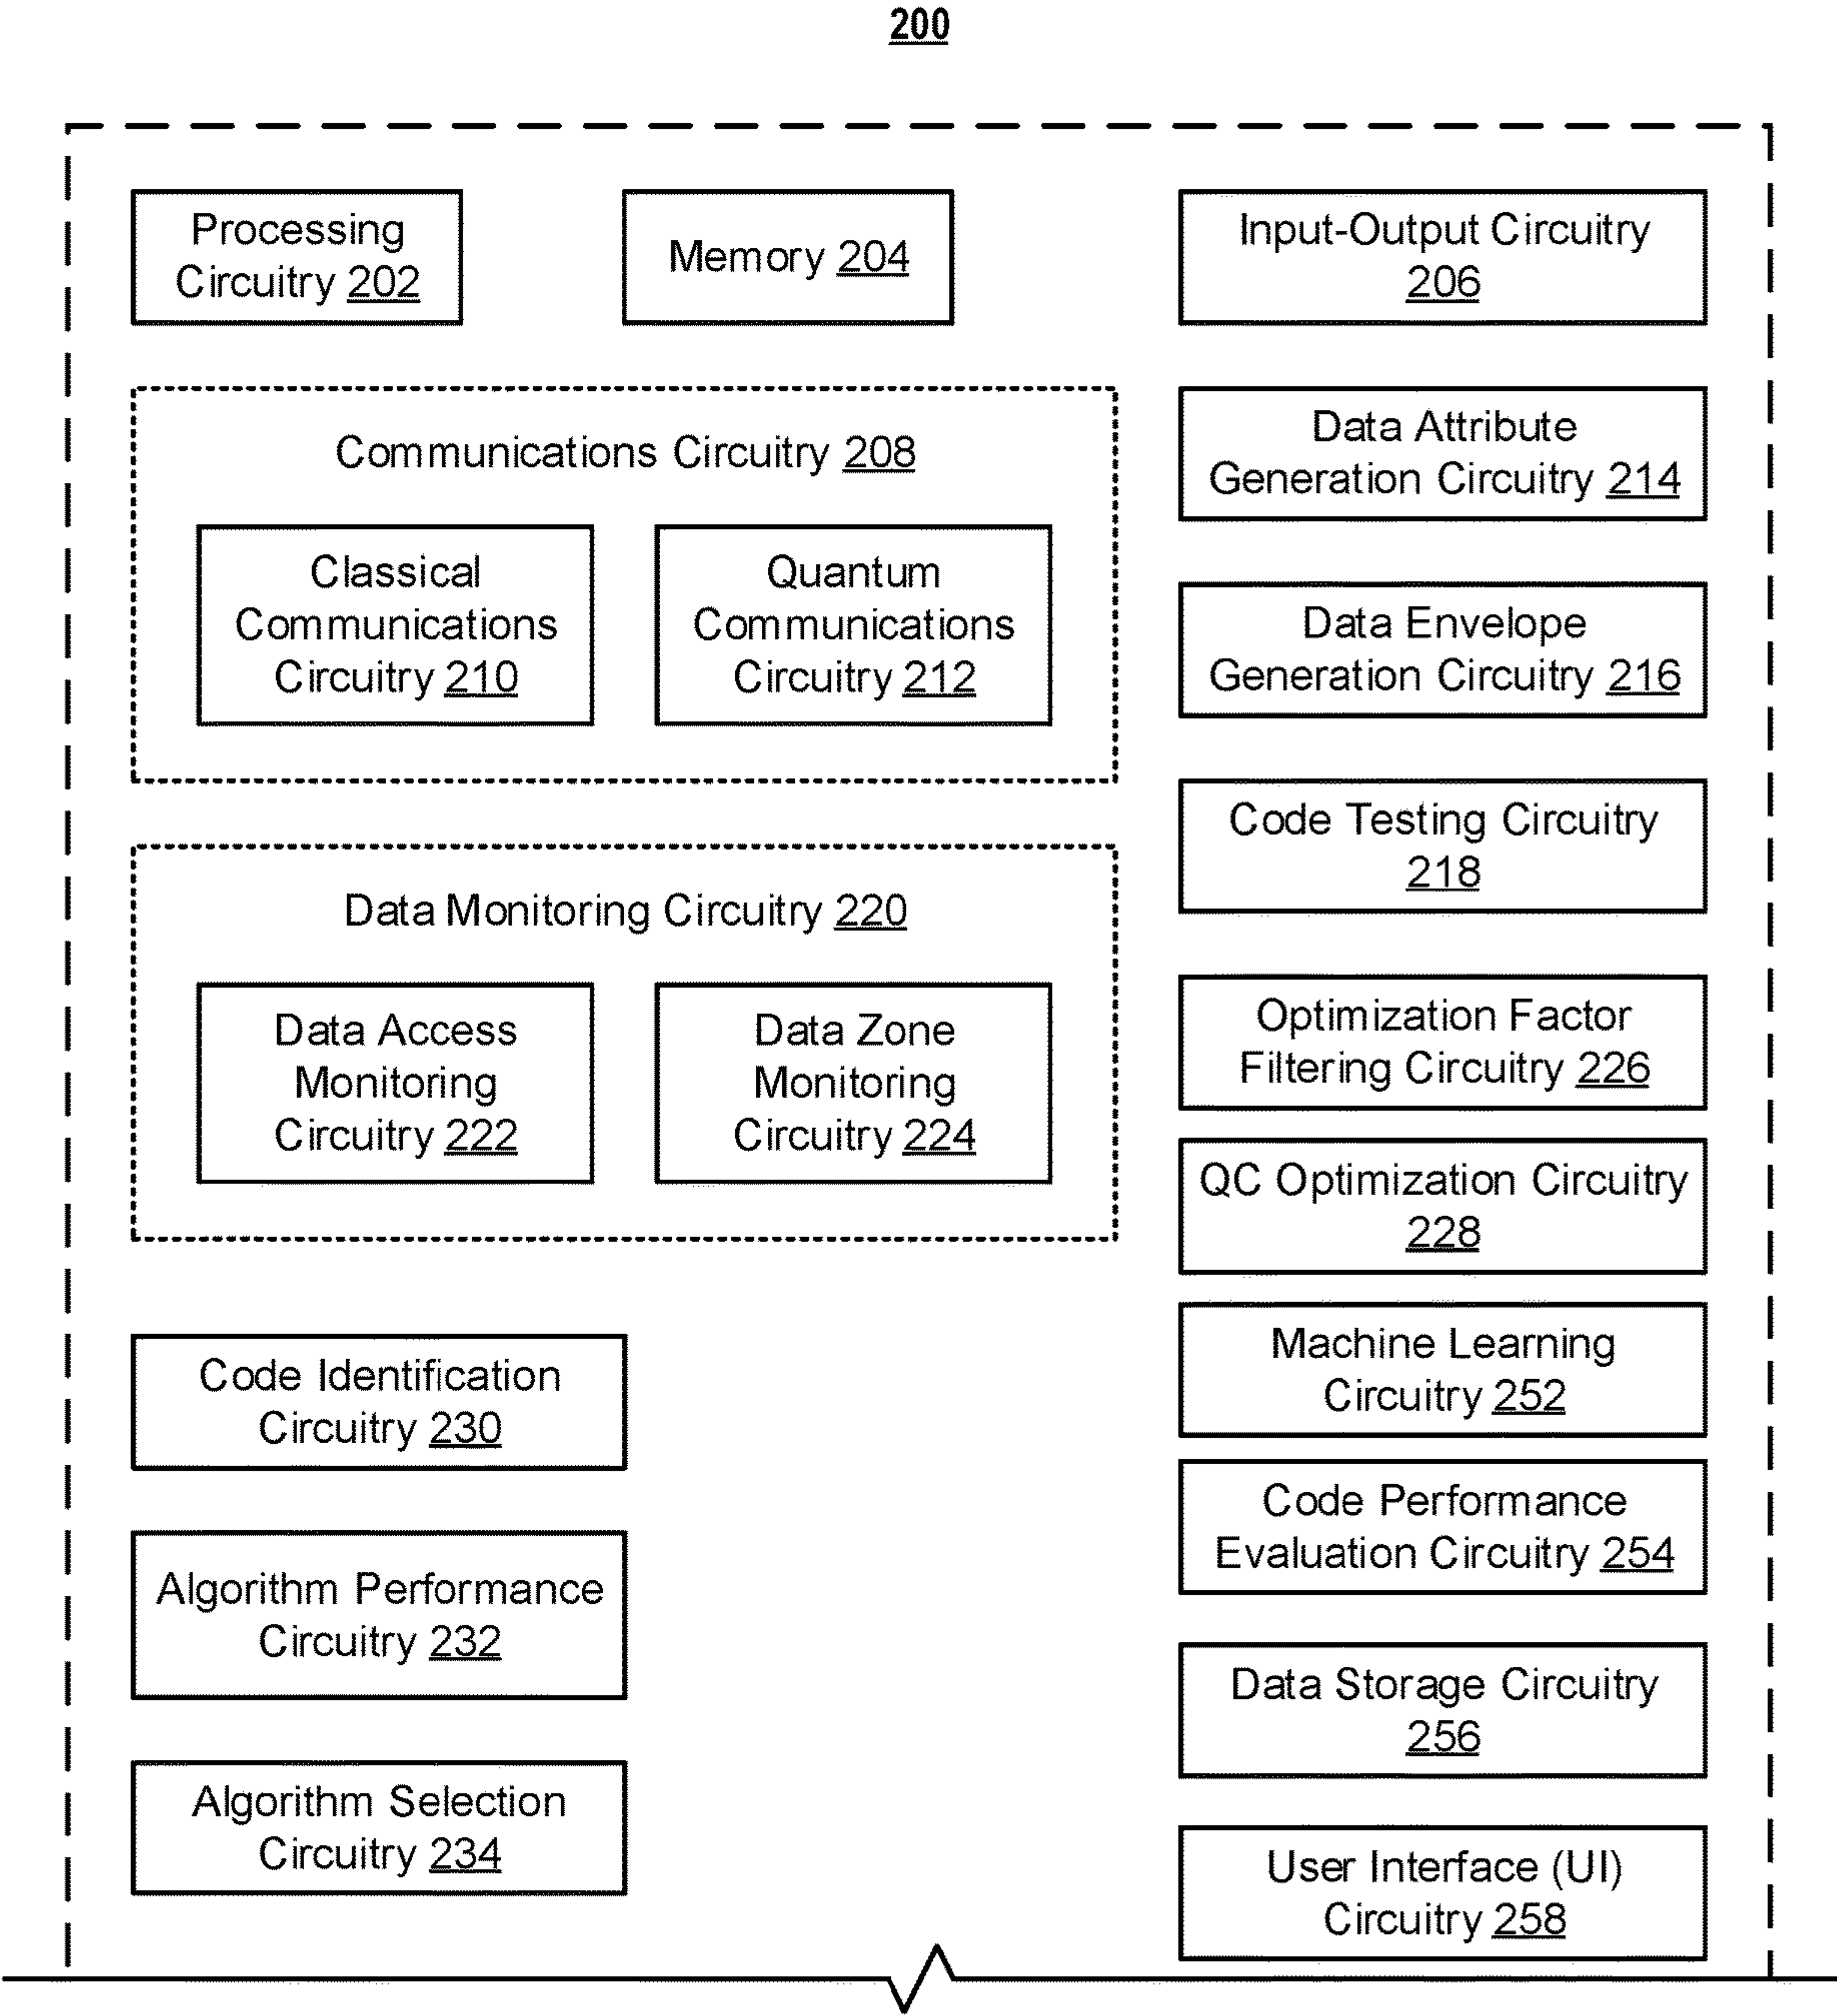 200
Processing
Circuitry 202
Memory 204
Input-Output Circuitry
206
Communications Circuitry 208
Classical
Communications
Circuitry 210
Quantum
Communications
Circuitry 212
Data Attribute
Generation Circuitry 214
Data Envelope
Generation Circuitry 216
Code Testing Circuitry
218
Data Monitoring Circuitry 220
Data Access
Monitoring
Circuitry 222
Data Zone
Monitoring
Circuitry 224
Optimization Factor
Filtering Circuitry 226
QC Optimization Circuitry
228
Machine Learning
Circuitry 252
Code Identification
Circuitry 230
Code Performance
Evaluation Circuitry 254
Algorithm Performance
Circuitry 232
Data Storage Circuitry
256
Algorithm Selection
Circuitry 234
User Interface (UI)
Circuitry 258